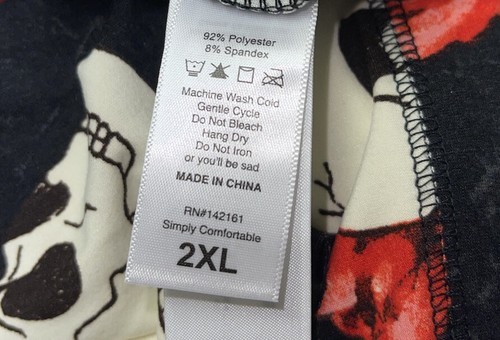 92% Polyester
8% Spandex
Machine Wash Cold
Gentle Cycle
Do Not Bleach
Hang Dry
Do Not Iron
or you'll be sad
MADE IN CHINA
RN#142161
Simply Comfortable
2XL